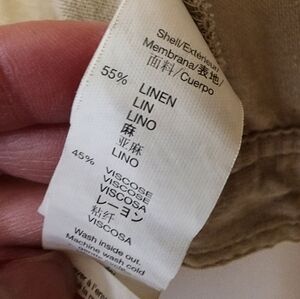 Shell/Extérieur/
Membrana/表地/
面料/Cuerpo
55% LINEN
LIN
LINO
麻
亚麻
LINO
45% VISCOSE
VISCOSE
VISCOSA
レーヨン
粘纤
VISCOSA
Wash inside out.
Machine wash cold